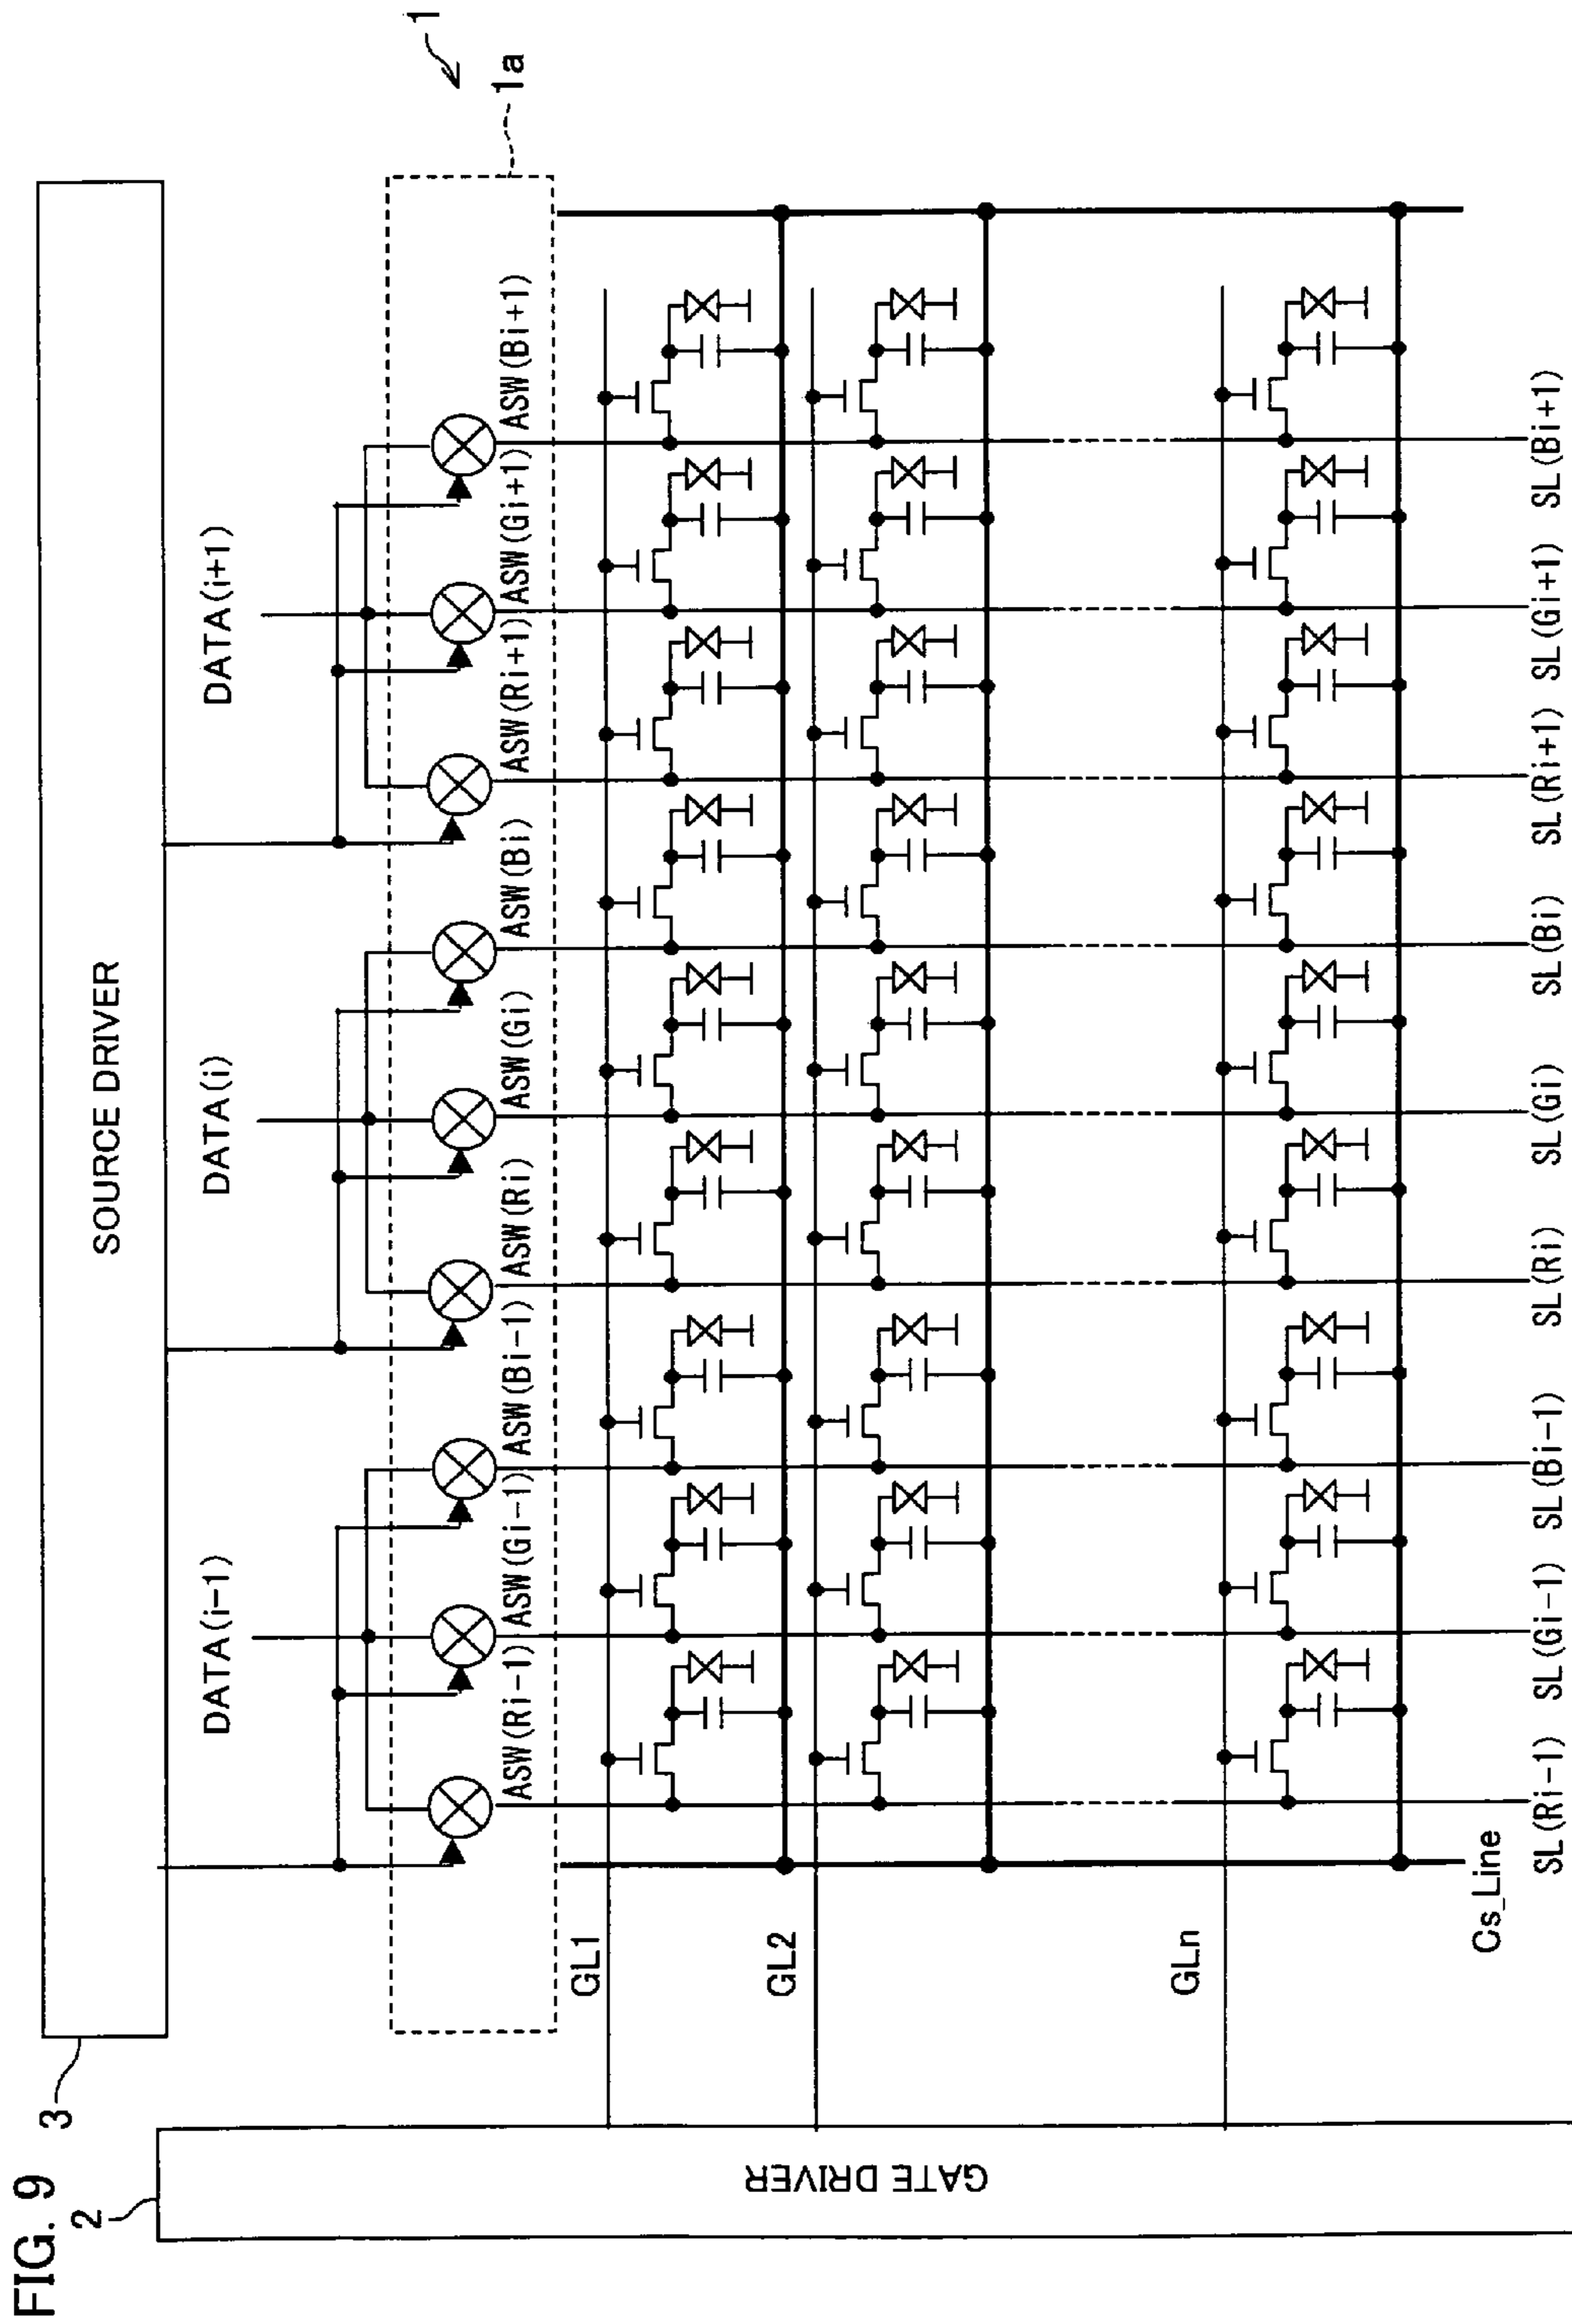 FIG. 9
3
SOURCE DRIVER
1
DATA(i-1)
DATA(i)
DATA(i+1)
1a
ASW(Ri-1) ASW(Gi-1) ASW(Bi-1) ASW(Ri) ASW(Gi) ASW(Bi) ASW(Ri+1) ASW(Gi+1) ASW(Bi+1)
2
GATE DRIVER
GL1
GL2
GLn
Cs_Line
SL(Ri-1) SL(Gi-1) SL(Bi-1) SL(Ri) SL(Gi) SL(Bi) SL(Ri+1) SL(Gi+1) SL(Bi+1)